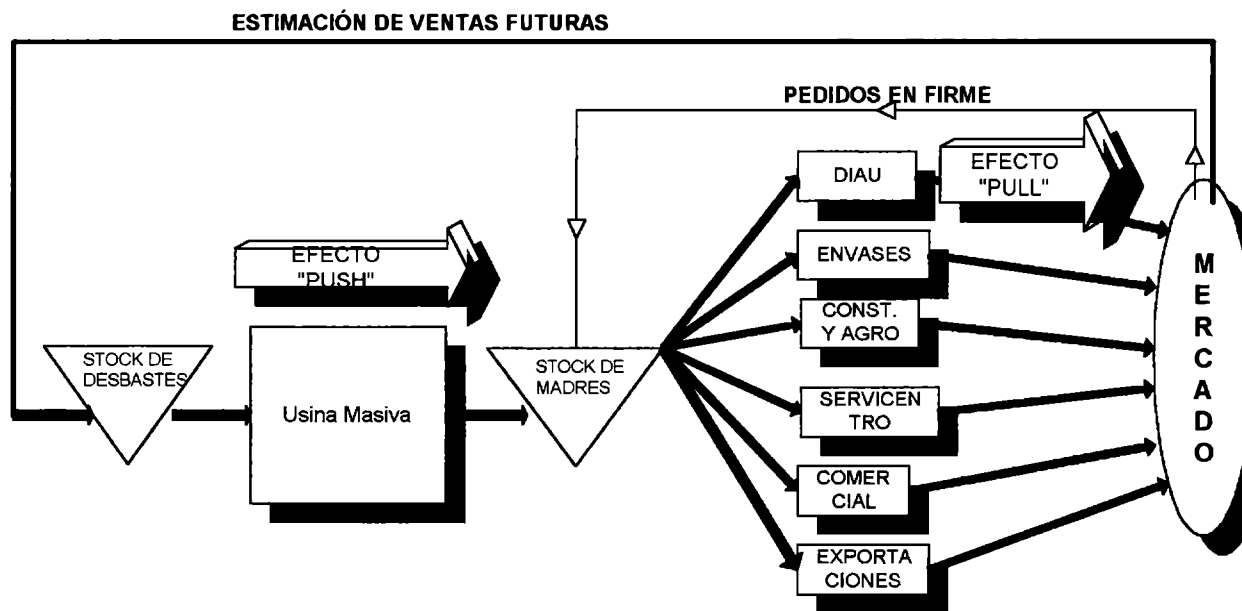 ESTIMACIÓN DE VENTAS FUTURAS
PEDIDOS EN FIRME
EFECTO
"PULL"
DIAU
EFECTO
"PUSH"
ENVASES
CONST.
Y AGRO
STOCK DE
DESBASTES
Usina Masiva
STOCK DE
MADRES
SERVICEN
TRO
COMER
CIAL
EXPORTA
CIONES
M
E
R
C
A
D
O